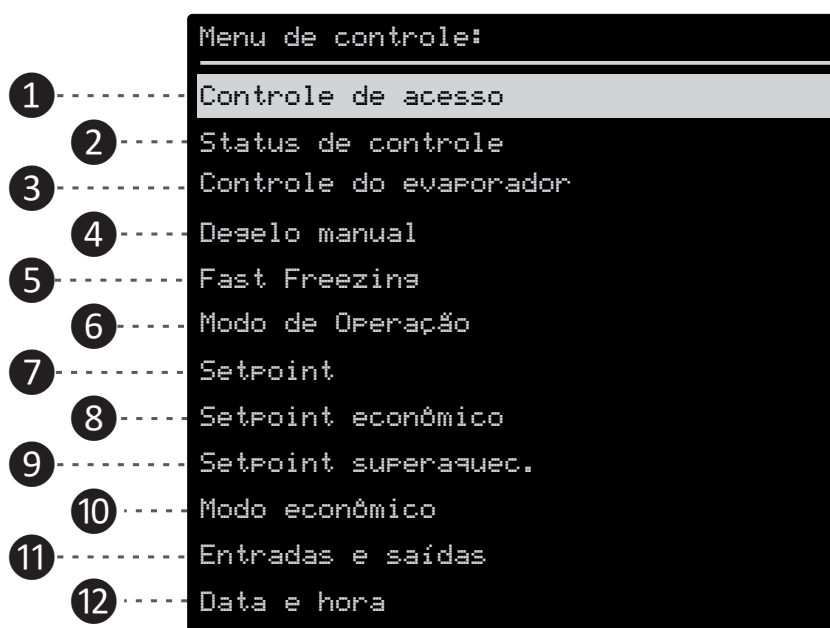 Menu de controle:
1 Controle de acesso
2 Status de controle
3 Controle do evaporador
4 Degelo manual
5 Fast Freezing
6 Modo de Operação
7 Setpoint
8 Setpoint econômico
9 Setpoint superaquec.
10 Modo econômico
11 Entradas e saídas
12 Data e hora